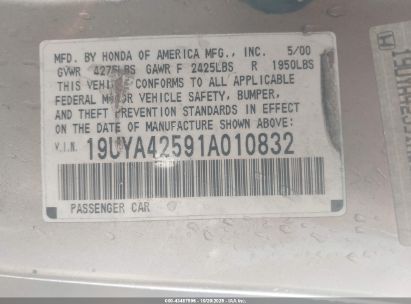 MFD. BY HONDA OF AMERICA MFG., INC. 5/00
GVWR 4275LBS GAWR F 2425LBS R 1950LBS
THIS VEHICLE CONFORMS TO ALL APPLICABLE
FEDERAL MOTOR VEHICLE SAFETY, BUMPER,
AND THEFT PREVENTION STANDARDS IN EFFECT
ON THE DATE OF MANUFACTURE SHOWN ABOVE.
V.I.N. 19UYA42591A010832
PASSENGER CAR